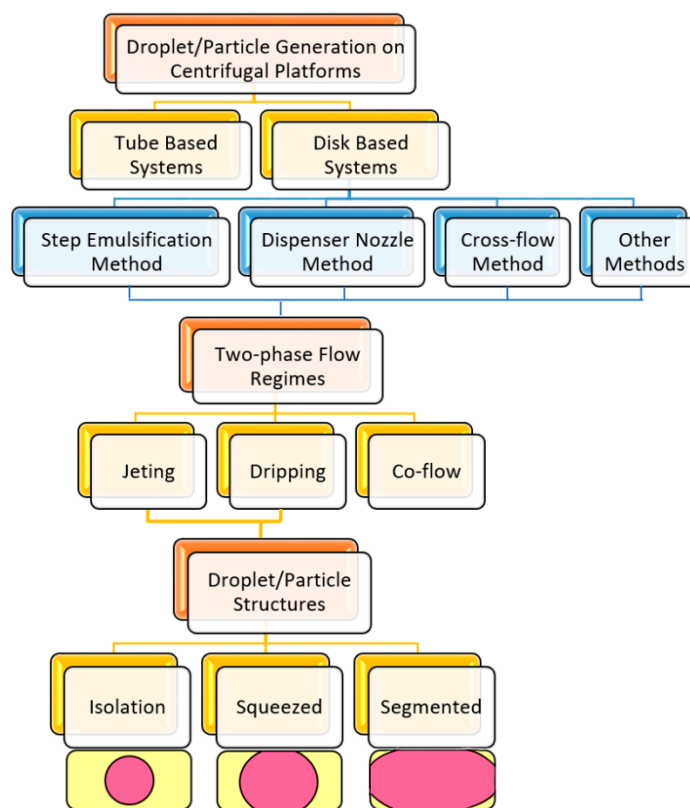 Droplet/Particle Generation on
Centrifugal Platforms
Tube Based
Systems
Disk Based
Systems
Step Emulsification
Method
Dispenser Nozzle
Method
Cross-flow
Method
Other
Methods
Two-phase Flow
Regimes
Jeting
Dripping
Co-flow
Droplet/Particle
Structures
Isolation
Squeezed
Segmented